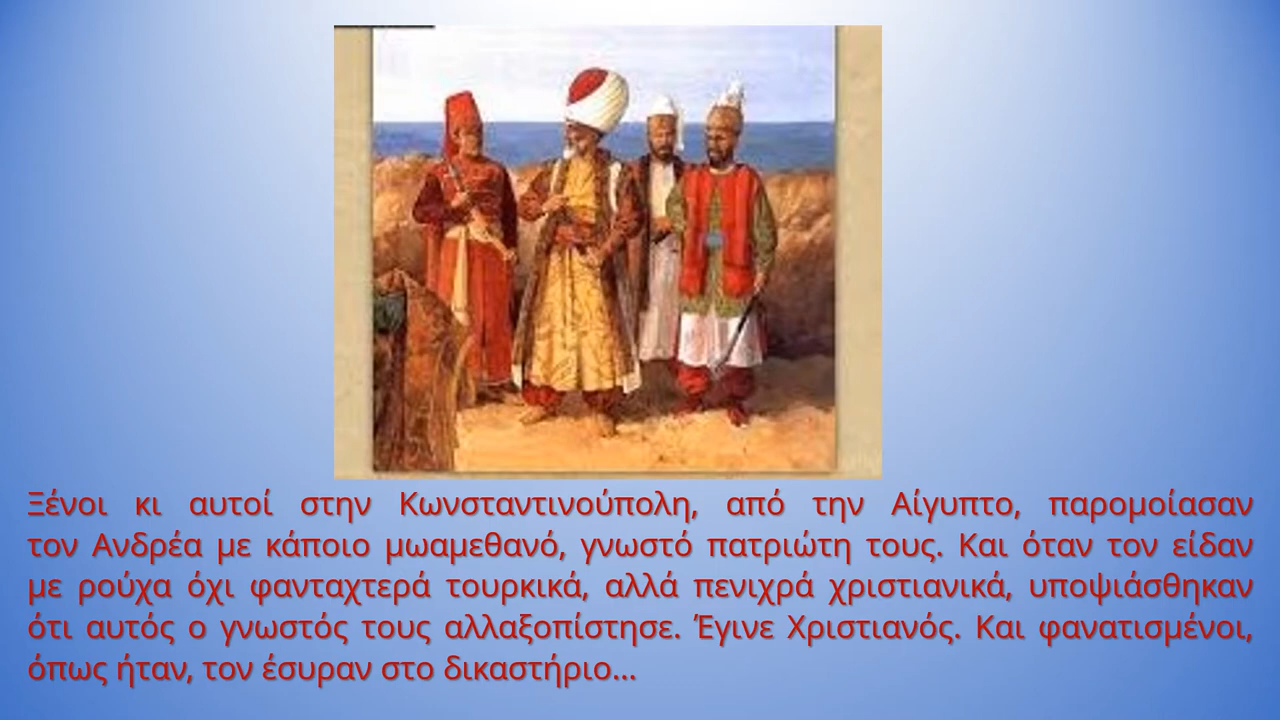 Ξένοι κι αυτοί στην Κωνσταντινούπολη, από την Αίγυπτο, παρομοίασαν
τον Ανδρέα με κάποιο μωαμεθανό, γνωστό πατριώτη τους. Και όταν τον είδαν
με ρούχα όχι φανταχτερά τουρκικά, αλλά πενιχρά χριστιανικά, υποψιάσθηκαν
ότι αυτός ο γνωστός τους αλλαξοπίστησε. Έγινε Χριστιανός. Και φανατισμένοι,
όπως ήταν, τον έσυραν στο δικαστήριο...